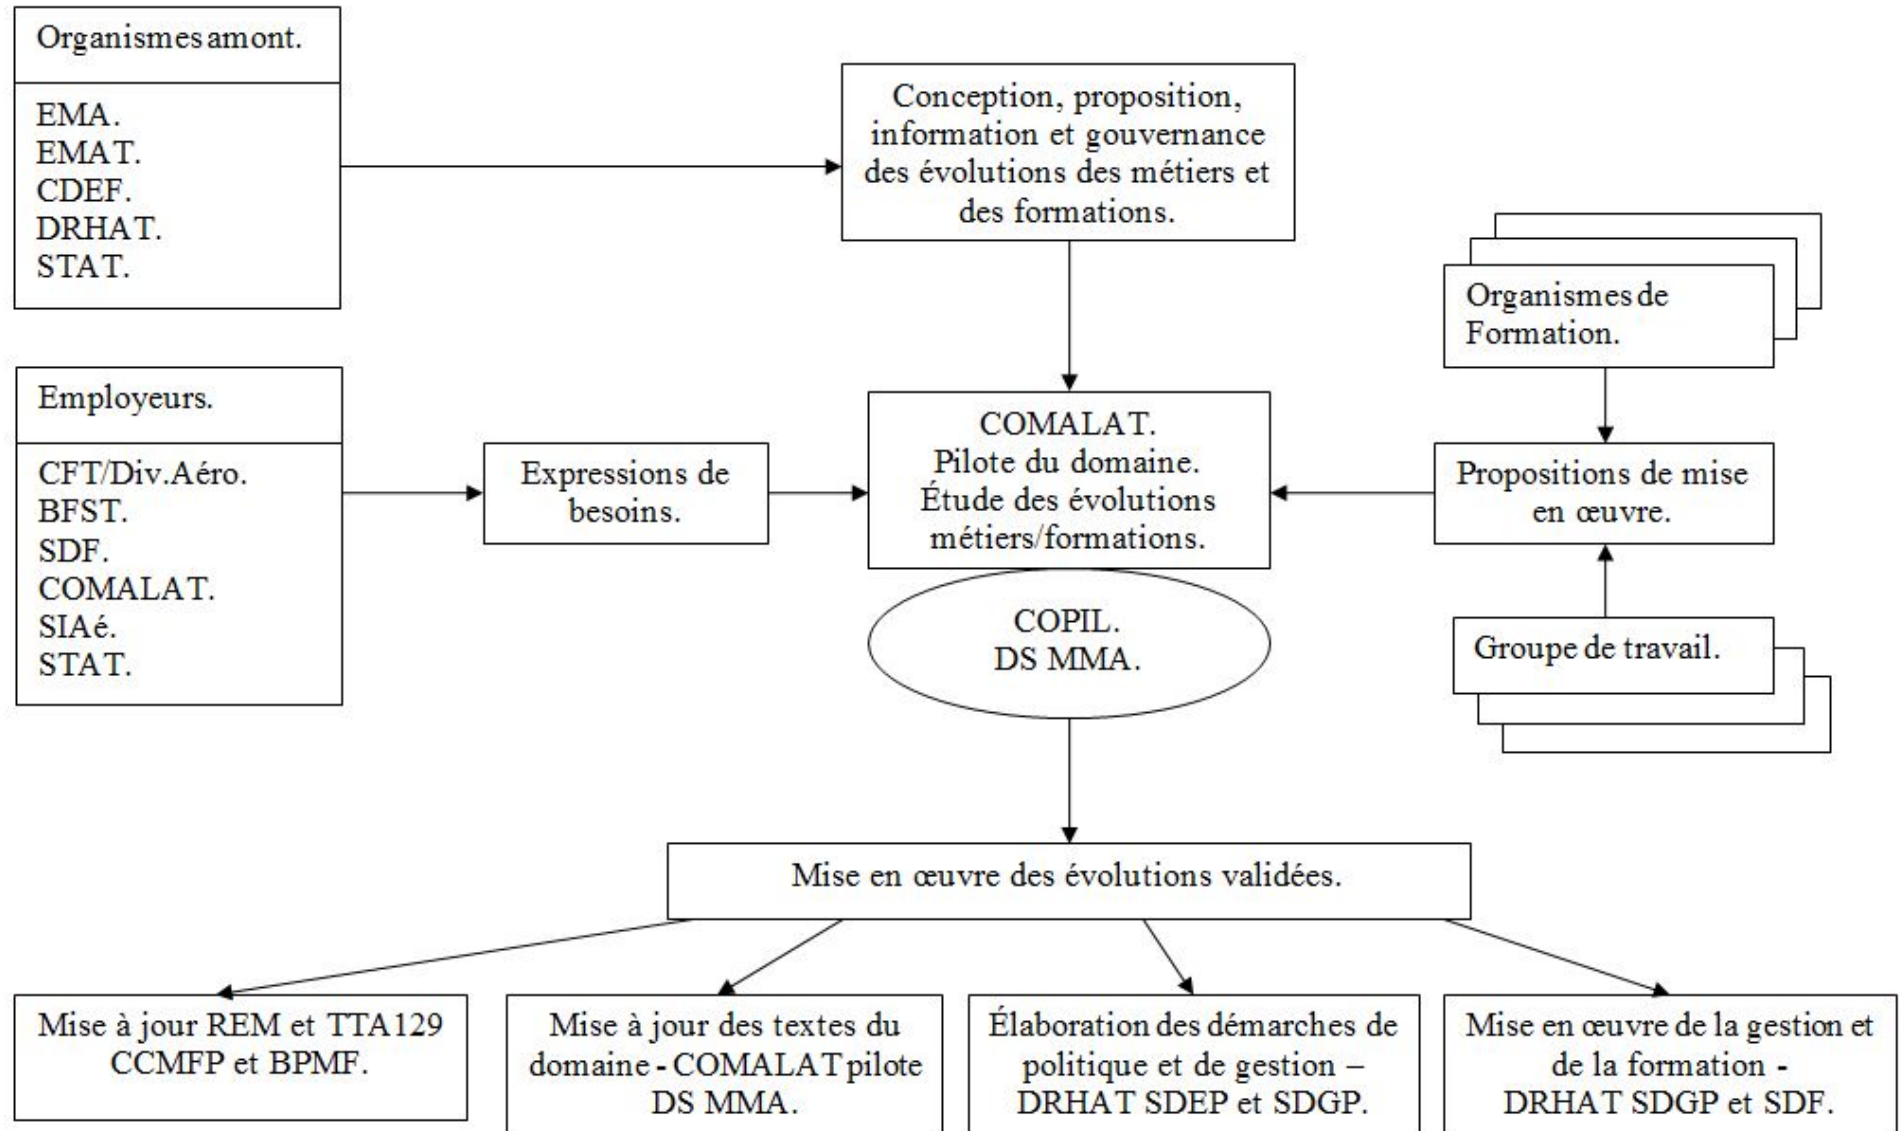 Organismes amont.
EMA.
EMAT.
CDEF.
DRHAT.
STAT.
Conception, proposition,
information et gouvernance
des évolutions des métiers et
des formations.
Organismes de
Formation.
Employeurs.
CFT/Div.Aéro.
BFST.
SDF.
COMALAT.
SIAé.
STAT.
Expressions de
besoins.
COMALAT.
Pilote du domaine.
Étude des évolutions
métiers/formations.
Propositions de mise
en œuvre.
COPIL.
DS MMA.
Groupe de travail.
Mise en œuvre des évolutions validées.
Mise à jour REM et TTA129
CCMFP et BPMF.
Mise à jour des textes du
domaine - COMALAT pilote
DS MMA.
Élaboration des démarches de
politique et de gestion –
DRHAT SDEP et SDGP.
Mise en œuvre de la gestion et
de la formation -
DRHAT SDGP et SDF.